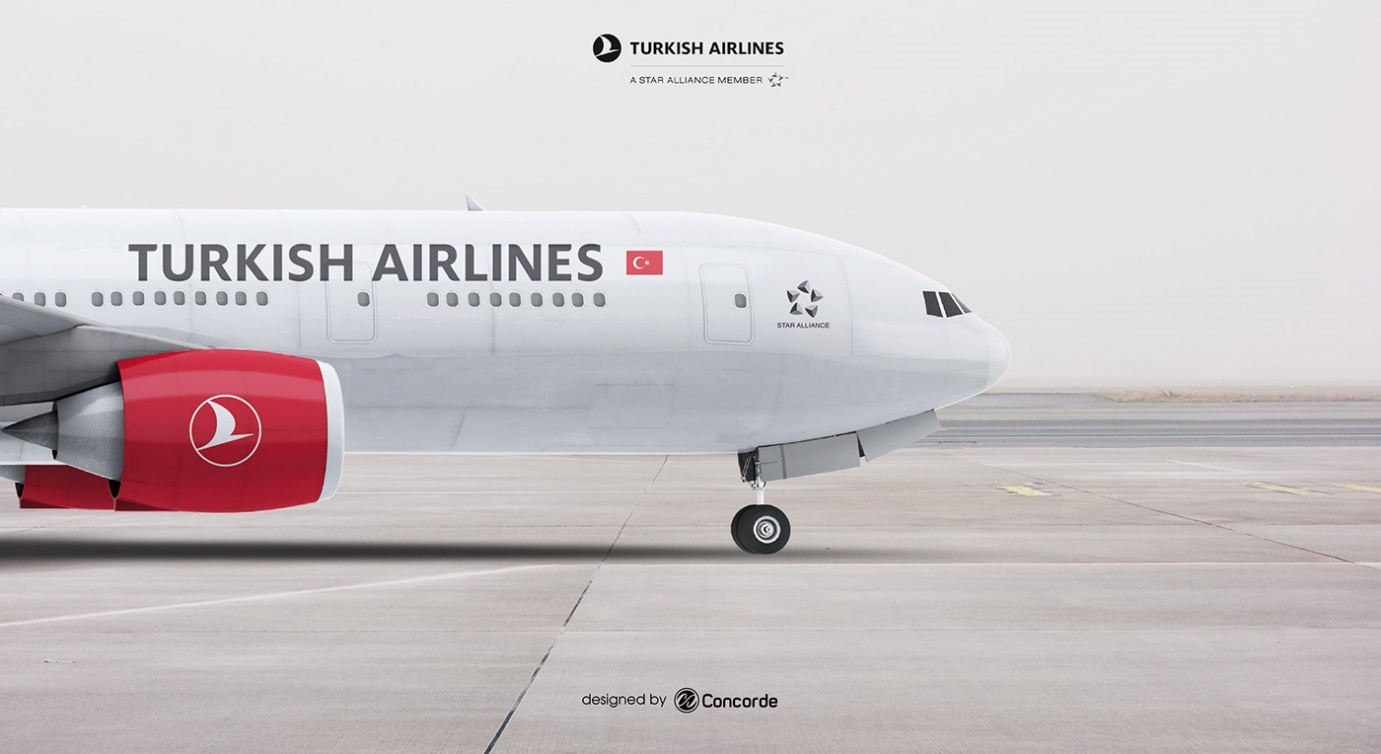 TURKISH AIRLINES
A STAR ALLIANCE MEMBER
TURKISH AIRLINES
STAR ALLIANCE
designed by Concorde